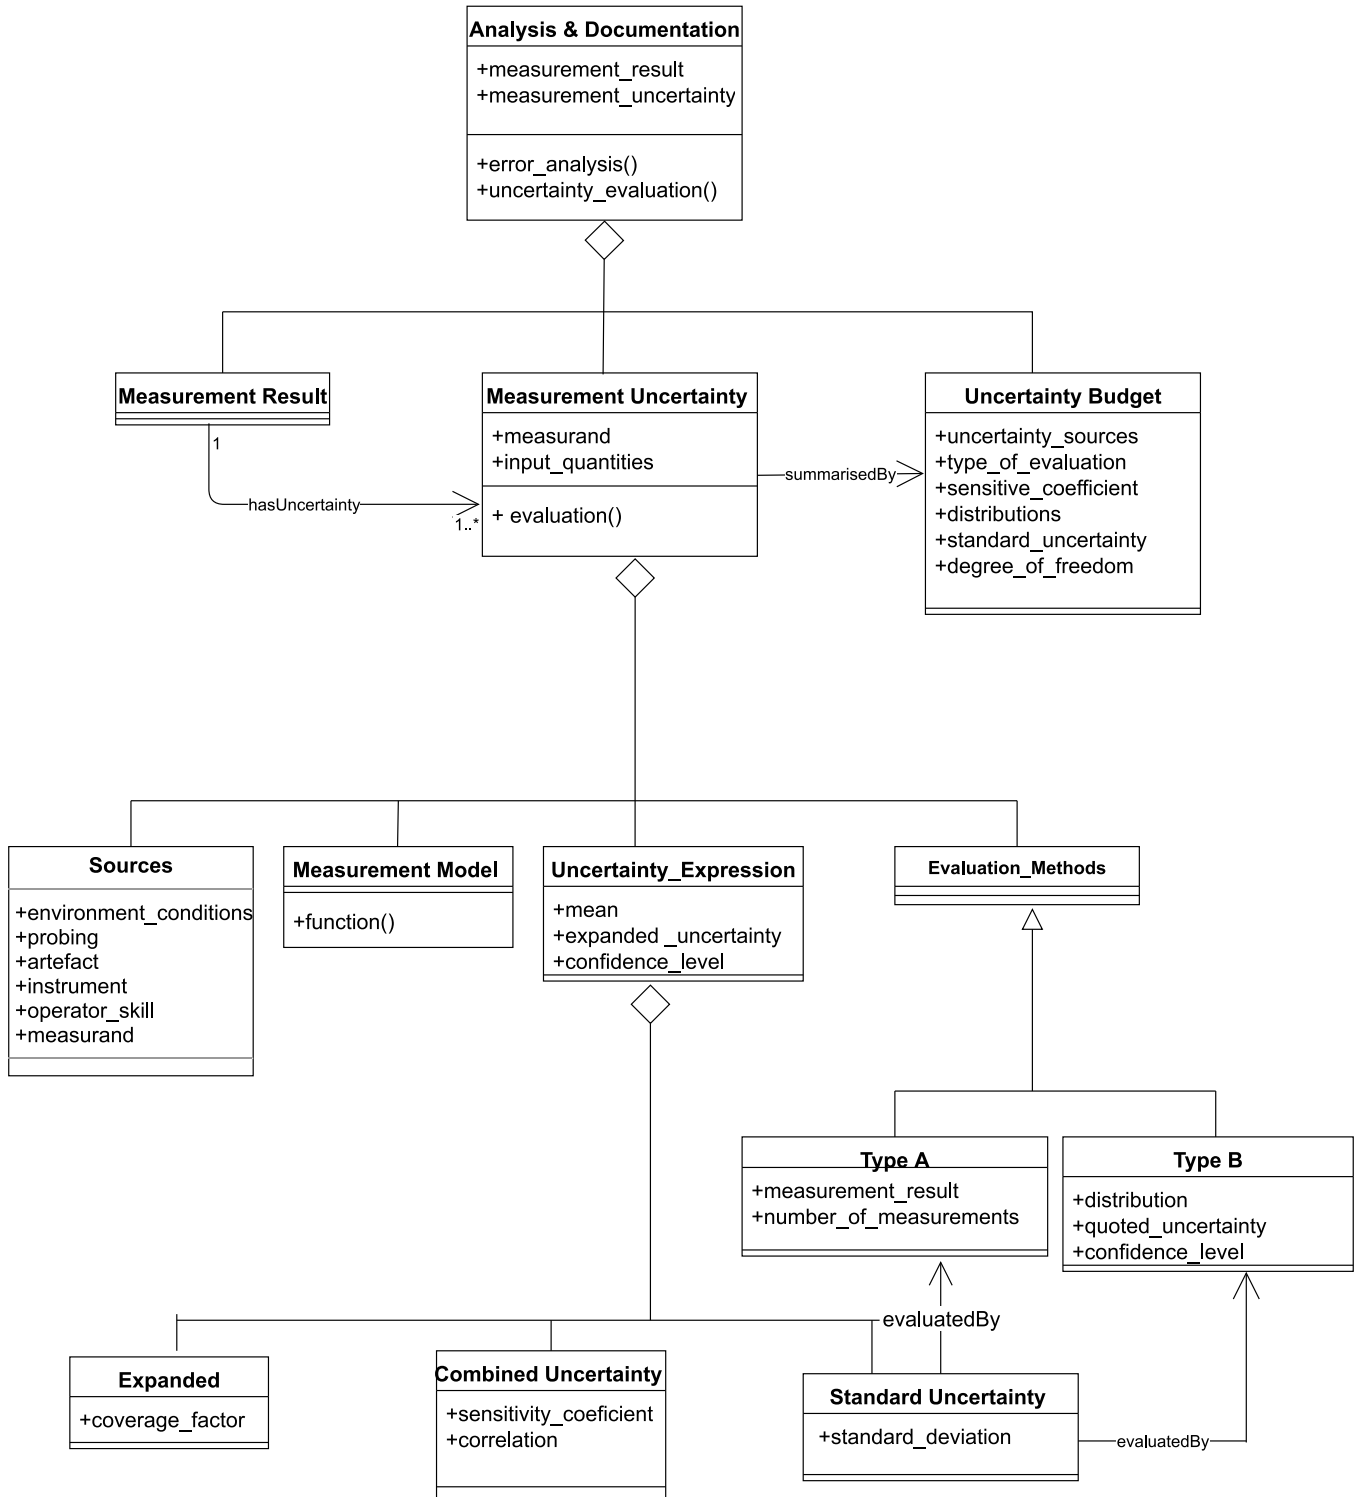 Analysis & Documentation
+measurement_result
+measurement_uncertainty
+error_analysis()
+uncertainty_evaluation()
Measurement Result
1
hasUncertainty
1..*
Measurement Uncertainty
+measurand
+input_quantities
+ evaluation()
summarisedBy
Uncertainty Budget
+uncertainty_sources
+type_of_evaluation
+sensitive_coefficient
+distributions
+standard_uncertainty
+degree_of_freedom
Sources
+environment_conditions
+probing
+artefact
+instrument
+operator_skill
+measurand
Measurement Model
+function()
Uncertainty_Expression
+mean
+expanded _uncertainty
+confidence_level
Evaluation_Methods
Type A
+measurement_result
+number_of_measurements
Type B
+distribution
+quoted_uncertainty
+confidence_level
evaluatedBy
Expanded
+coverage_factor
Combined Uncertainty
+sensitivity_coeficient
+correlation
Standard Uncertainty
+standard_deviation
evaluatedBy